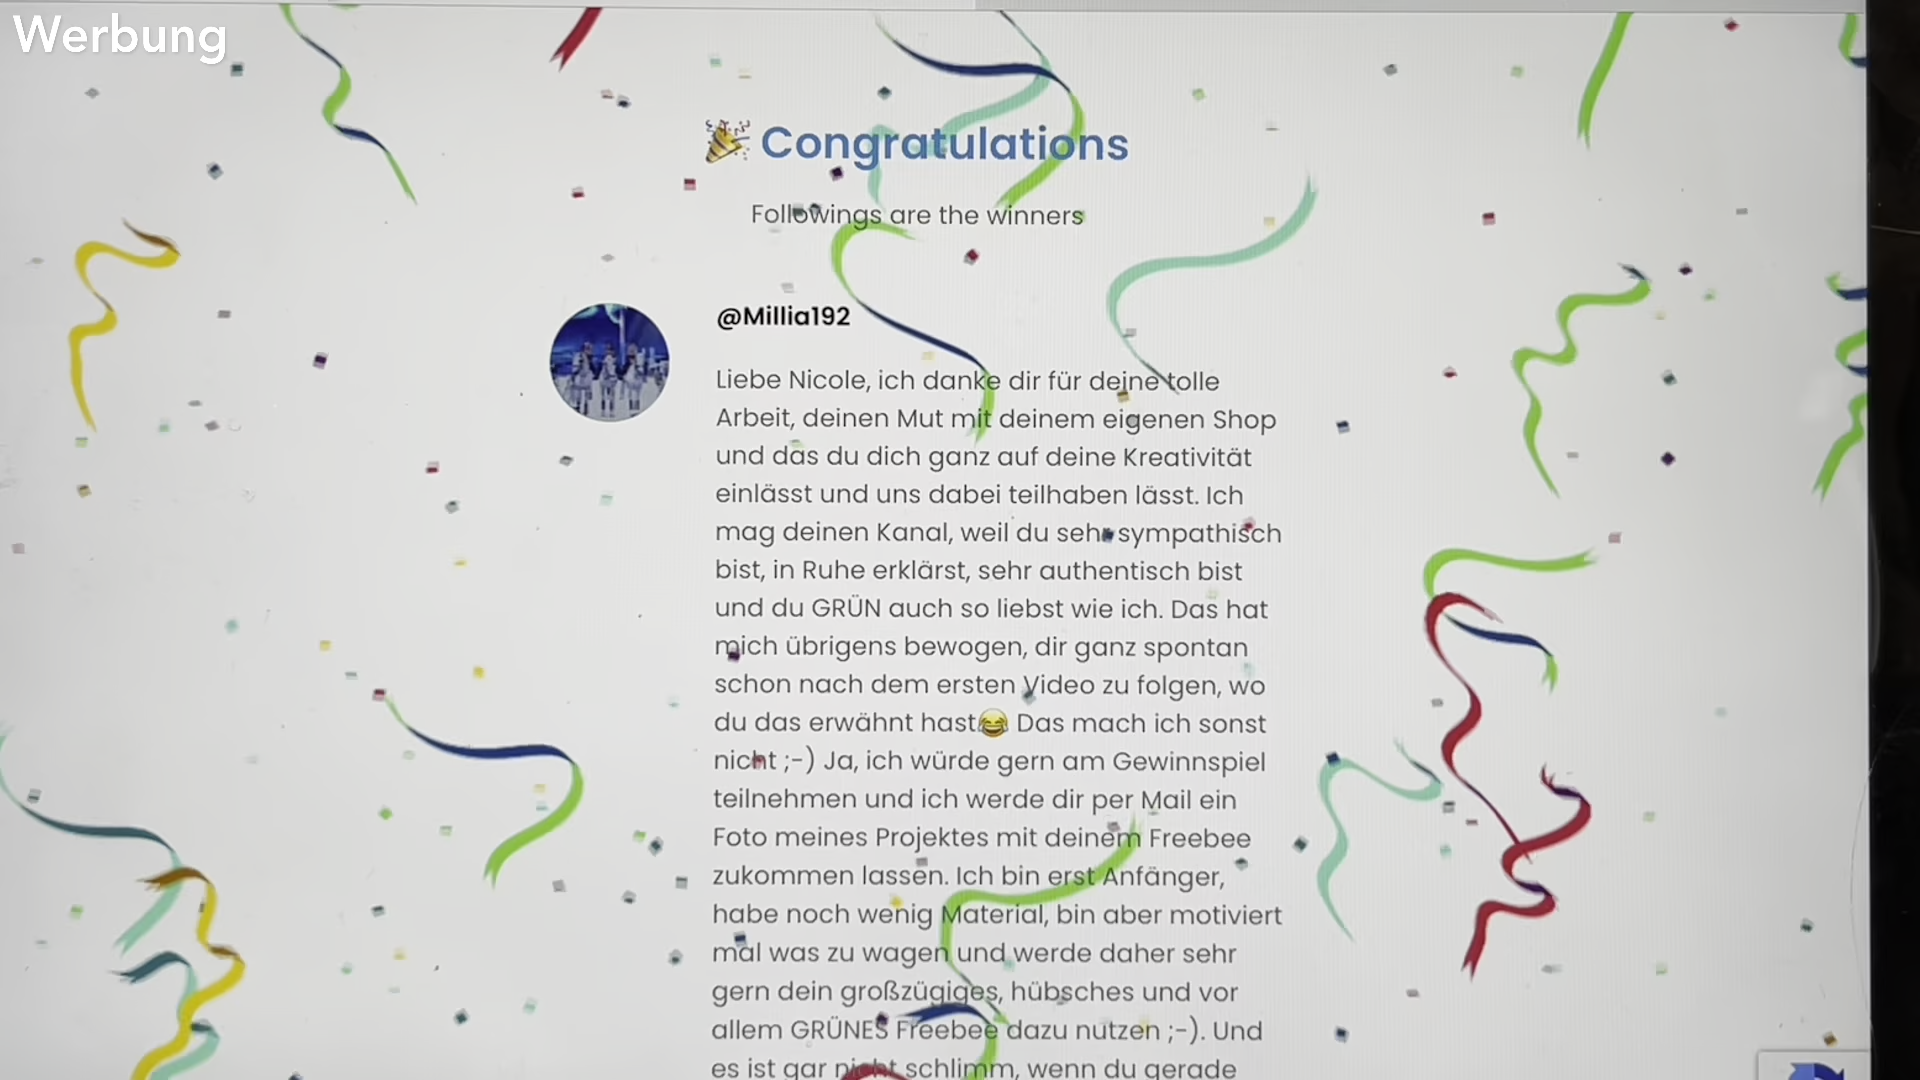 Werbung
Congratulations
Followings are the winners
@Millia192
Liebe Nicole, ich danke dir für deine tolle
Arbeit, deinen Mut mit deinem eigenen Shop
und das du dich ganz auf deine Kreativität
einlässt und uns dabei teilhaben lässt. Ich
mag deinen Kanal, weil du sehr sympathisch
bist, in Ruhe erklärst, sehr authentisch bist
und du GRÜN auch so liebst wie ich. Das hat
mich übrigens bewogen, dir ganz spontan
schon nach dem ersten Video zu folgen, wo
du das erwähnt hast😂 Das mach ich sonst
nicht ;-) Ja, ich würde gern am Gewinnspiel
teilnehmen und ich werde dir per Mail ein
Foto meines Projektes mit deinem Freebee
zukommen lassen. Ich bin erst Anfänger,
habe noch wenig Material, bin aber motiviert
mal was zu wagen und werde daher sehr
gern dein großzügiges, hübsches und vor
allem GRÜNES Freebee dazu nutzen ;-). Und
es ist gar nicht schlimm, wenn du gerade